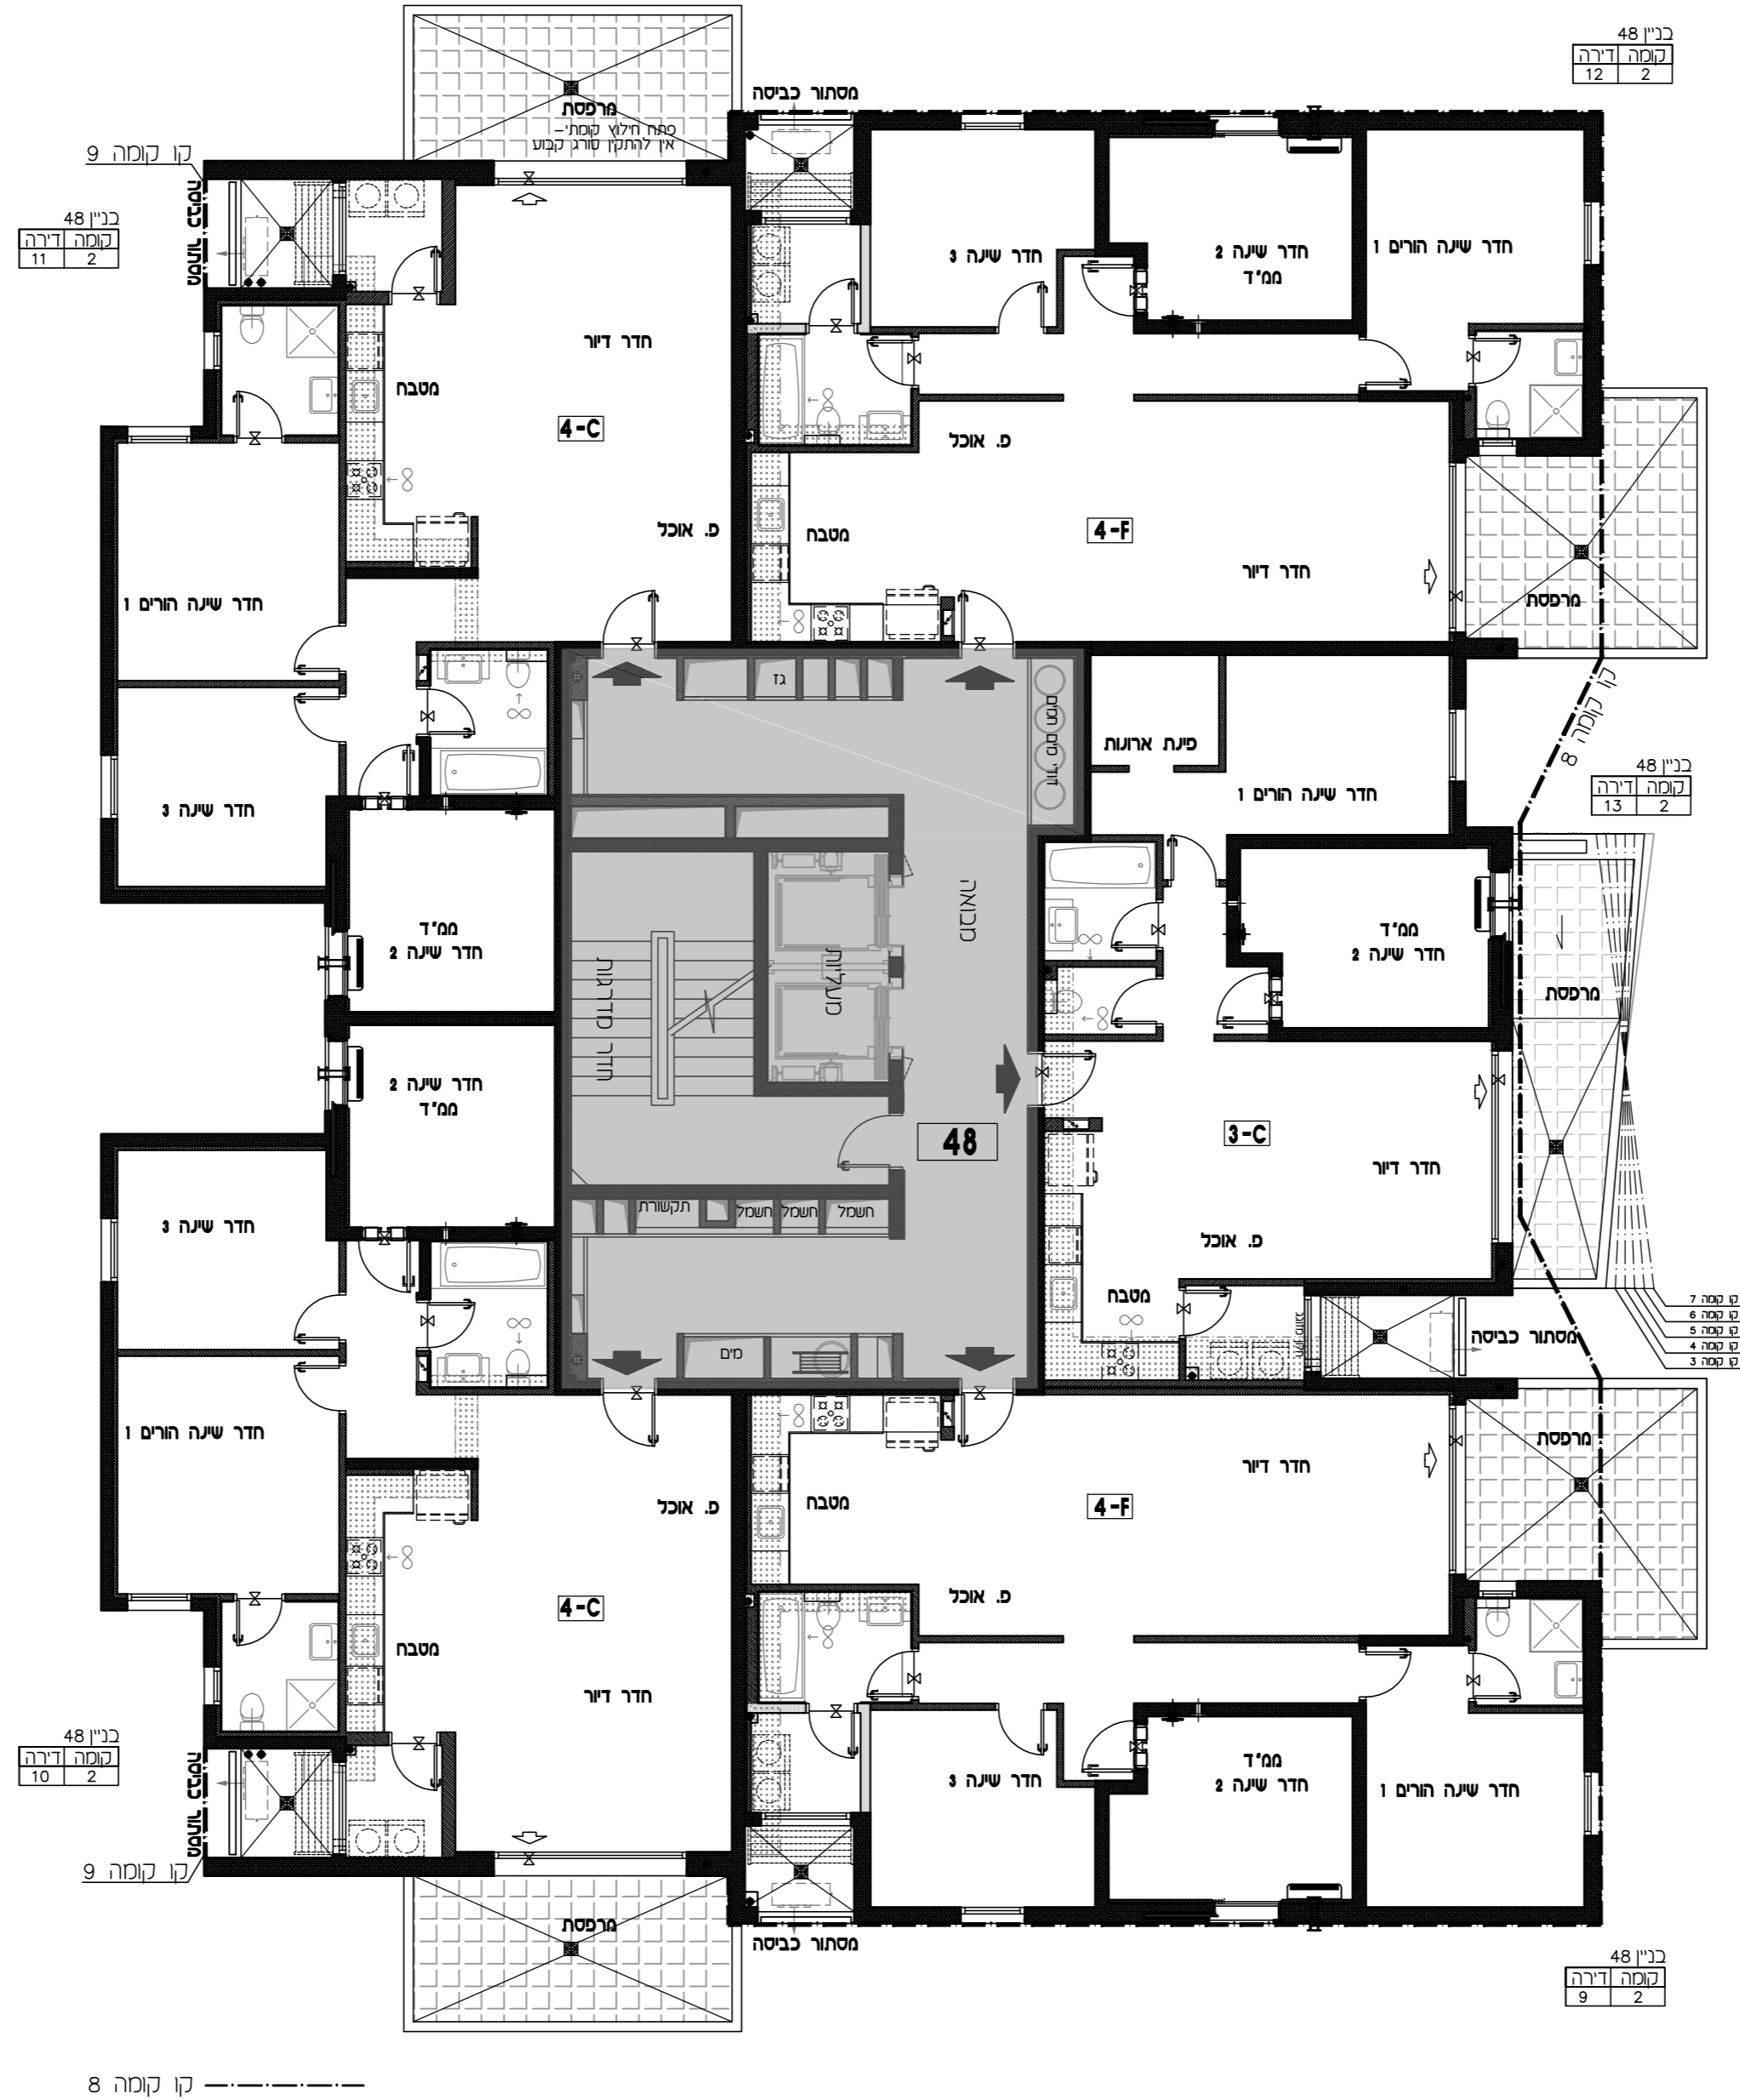 בניין 48
קומה דירה
2 12
מסתור כביסה
מרפסת
פתח חילוץ קומתי-
אין להתקין סורג קבוע
קו קומה 9
מסתור כביסה
בניין 48
קומה דירה
2 11
חדר שינה 3
חדר שינה 2
ממ"ד
חדר שינה הורים 1
חדר דיור
מטבח
4-C
פ. אוכל
פ. אוכל
4-F
מטבח
חדר דיור
מרפסת
חדר שינה הורים 1
קו קומה 8
גז
דודי מים חמים
פינת ארונות
חדר שינה הורים 1
בניין 48
קומה דירה
2 13
חדר שינה 3
מבואה
ממ"ד
חדר שינה 2
ממ"ד
חדר שינה 2
מעליות
חדר מדרגות
מרפסת
חדר שינה 2
ממ"ד
48
3-C
חדר דיור
תקשורת
חשמל
חשמל
חשמל
חדר שינה 3
פ. אוכל
מטבח
מסתור כביסה
קו קומה 7
קו קומה 6
קו קומה 5
קו קומה 4
קו קומה 3
מים
חדר שינה הורים 1
מרפסת
חדר דיור
מטבח
פ. אוכל
4-F
פ. אוכל
4-C
מטבח
חדר דיור
בניין 48
קומה דירה
2 10
מסתור כביסה
חדר שינה 3
ממ"ד
חדר שינה 2
חדר שינה הורים 1
קו קומה 9
מרפסת
מסתור כביסה
בניין 48
קומה דירה
2 9
קו קומה 8